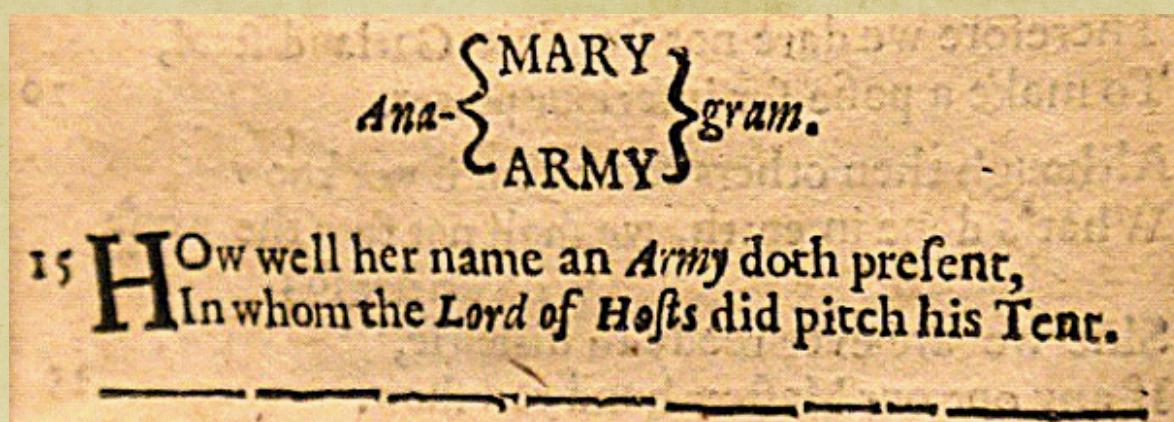 MARY
Ana- gram.
ARMY
15 HOw well her name an Army doth preſent,
In whom the Lord of Hoſts did pitch his Tent.